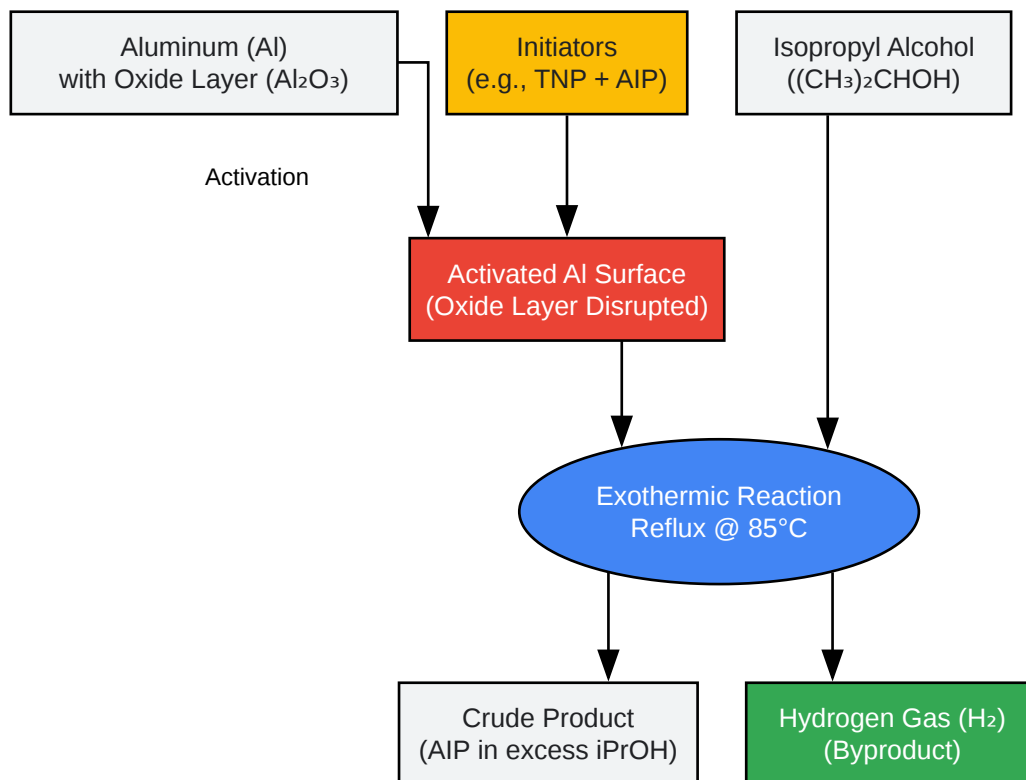 Aluminum (Al)
with Oxide Layer (Al₂O₃)
Initiators
(e.g., TNP + AIP)
Isopropyl Alcohol
((CH₃)₂CHOH)
Activation
Activated Al Surface
(Oxide Layer Disrupted)
Exothermic Reaction
Reflux @ 85°C
Crude Product
(AIP in excess iPrOH)
Hydrogen Gas (H₂)
(Byproduct)